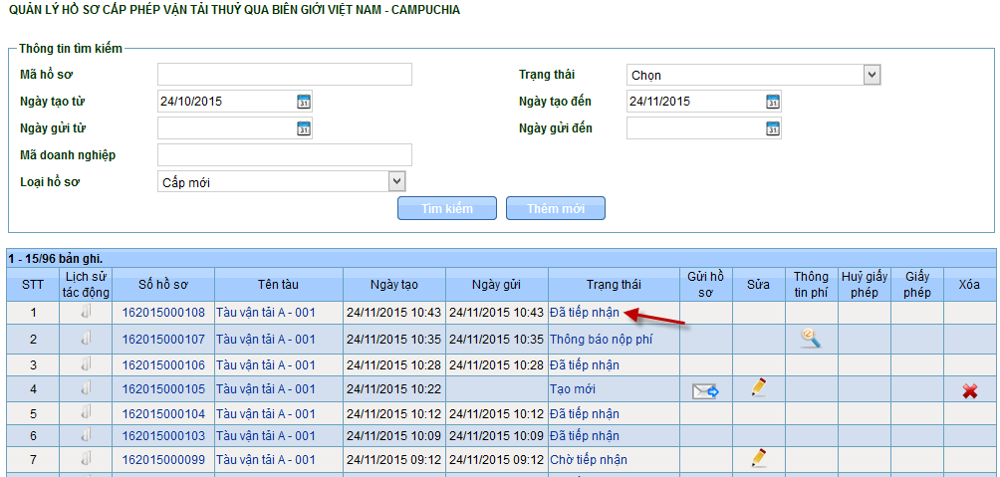 QUẢN LÝ HỒ SƠ CẤP PHÉP VẬN TẢI THUỶ QUA BIÊN GIỚI VIỆT NAM - CAMPUCHIA
Thông tin tìm kiếm
Mã hồ sơ Trạng thái Chọn
Ngày tạo từ 24/10/2015 Ngày tạo đến 24/11/2015
Ngày gửi từ Ngày gửi đến
Mã doanh nghiệp
Loại hồ sơ Cấp mới
Tìm kiếm Thêm mới
1 - 15/96 bản ghi.
STT Lịch sử tác động Số hồ sơ Tên tàu Ngày tạo Ngày gửi Trạng thái Gửi hồ sơ Sửa Thông tin phí Huỷ giấy phép Giấy phép Xóa
1 162015000108 Tàu vận tải A - 001 24/11/2015 10:43 24/11/2015 10:43 Đã tiếp nhận
2 162015000107 Tàu vận tải A - 001 24/11/2015 10:35 24/11/2015 10:35 Thông báo nộp phí
3 162015000106 Tàu vận tải A - 001 24/11/2015 10:28 24/11/2015 10:28 Đã tiếp nhận
4 162015000105 Tàu vận tải A - 001 24/11/2015 10:22 Tạo mới
5 162015000104 Tàu vận tải A - 001 24/11/2015 10:12 24/11/2015 10:12 Đã tiếp nhận
6 162015000103 Tàu vận tải A - 001 24/11/2015 10:09 24/11/2015 10:09 Đã tiếp nhận
7 162015000099 Tàu vận tải A - 001 24/11/2015 09:12 24/11/2015 09:12 Chờ tiếp nhận